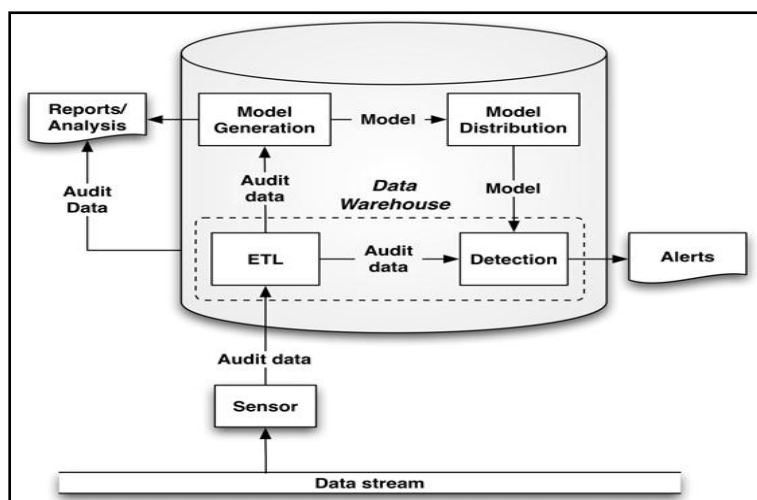 Reports/
Analysis
Model
Generation
Model
Model
Distribution
Audit
Data
Audit
data
Data
Warehouse
Model
ETL
Audit
data
Detection
Alerts
Audit data
Sensor
Data stream